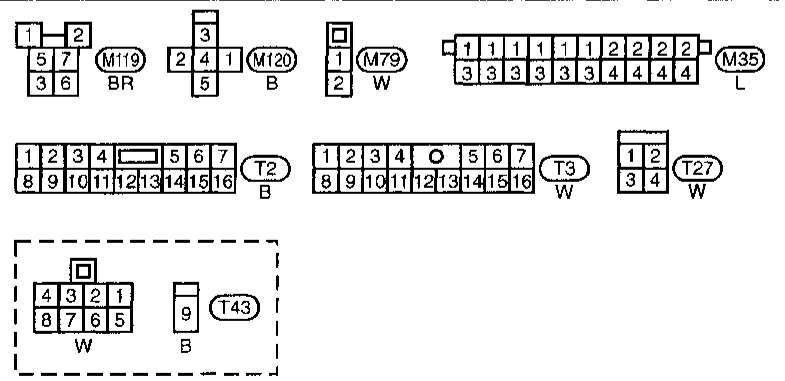 1 2
5 7
3 6
M119
BR
3
2 4 1
5
M120
B
1
2
M79
W
1 1 1 1 1 1 2 2 2 2
3 3 3 3 3 3 4 4 4 4
M35
L
1 2 3 4 5 6 7
8 9 10 11 12 13 14 15 16
T2
B
1 2 3 4 5 6 7
8 9 10 11 12 13 14 15 16
T3
W
1 2
3 4
T27
W
4 3 2 1
8 7 6 5
W
9
B
T43